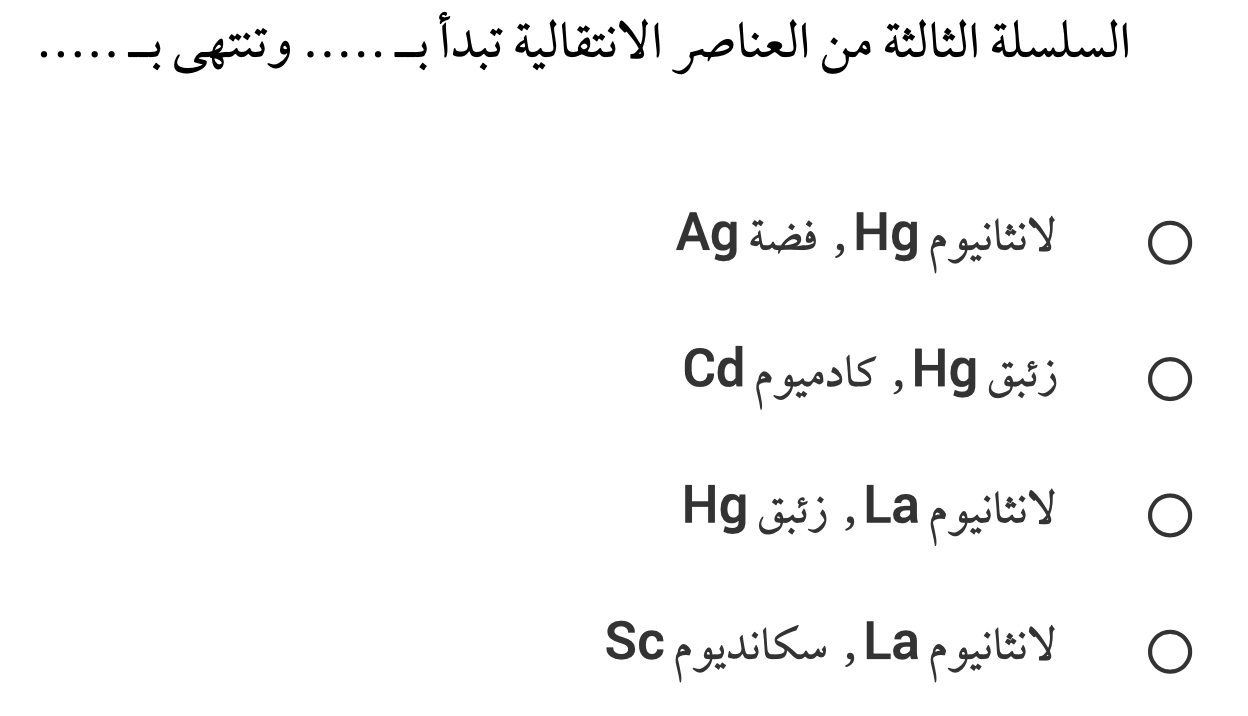 السلسلة الثالثة من العناصر الانتقالية تبدأ بـ ..... وتنتهى بـ .....
لانثانيوم Hg , فضة Ag
زئبق Hg , كادميوم Cd
لانثانيوم La , زئبق Hg
لانثانيوم La , سكانديوم Sc